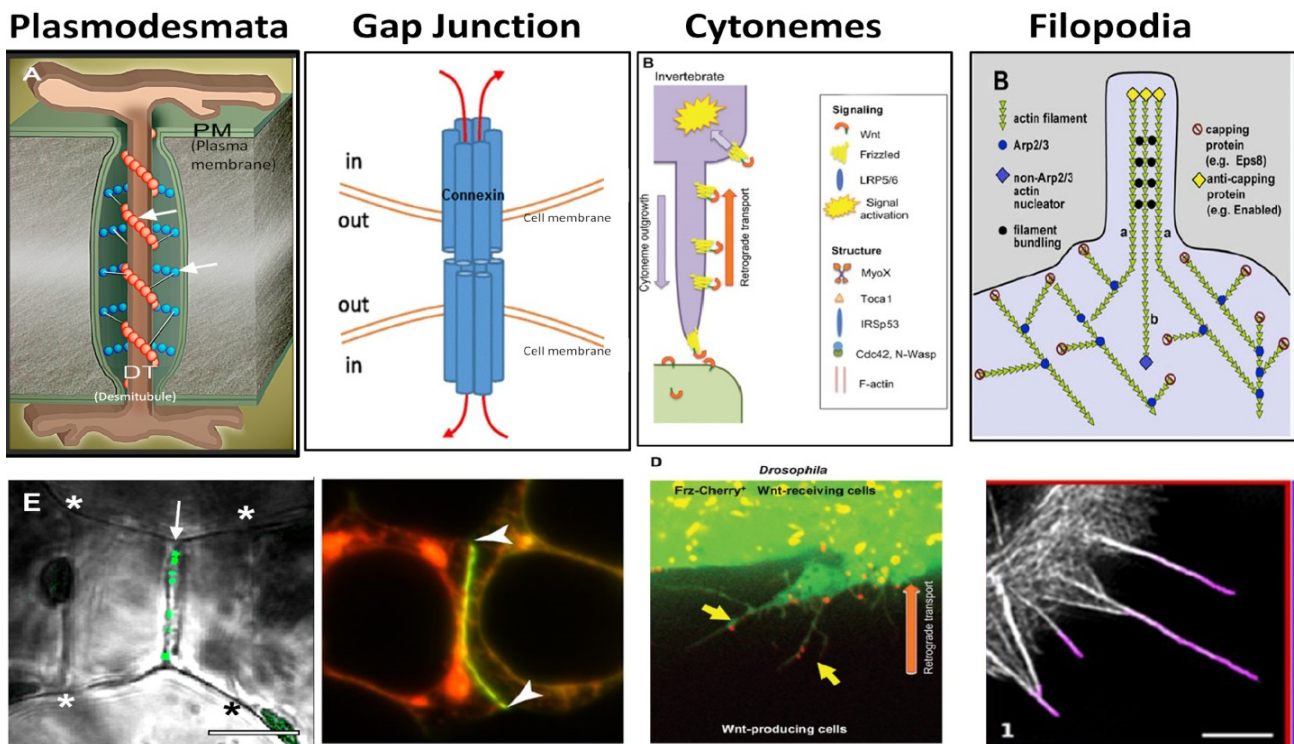 Plasmodesmata
Gap Junction
Cytonemes
Filopodia
A
PM
(Plasma
membrane)
DT
(Desmitubule)
in
out
out
in
Connexin
Cell membrane
Cell membrane
B
Invertebrate
Cytoneme outgrowth
Retrograde transport
Signaling
Wnt
Frizzled
LRP5/6
Signal
activation
Structure
MyoX
Toca1
IRSp53
Cdc42, N-Wasp
F-actin
B
actin filament
Arp2/3
non-Arp2/3
actin
nucleator
filament
bundling
capping
protein
(e.g. Eps8)
anti-capping
protein
(e.g. Enabled)
a
a
b
E
*
*
*
*
D
Drosophila
Frz-Cherry+ Wnt-receiving cells
Retrograde transport
Wnt-producing cells
1